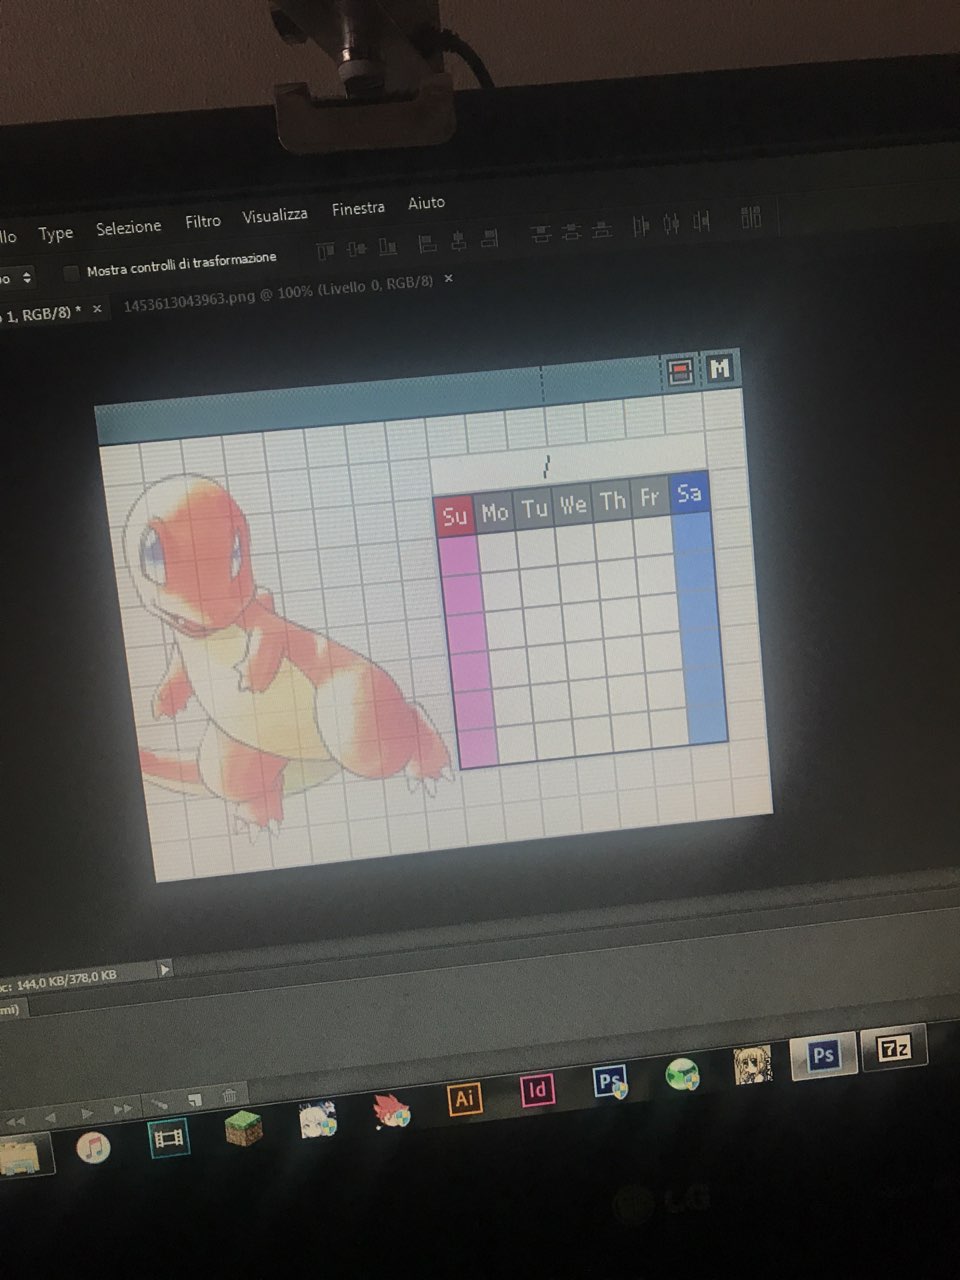 llo Type Selezione Filtro Visualizza Finestra Aiuto
Mostra controlli di trasformazione
1, RGB/8) * × 1453613043963.png @ 100% (Livello 0, RGB/8) ×
M
/
Su Mo Tu We Th Fr Sa
c: 144,0 KB/378,0 KB
mi)
Ai Id Ps Ps 7z
LG